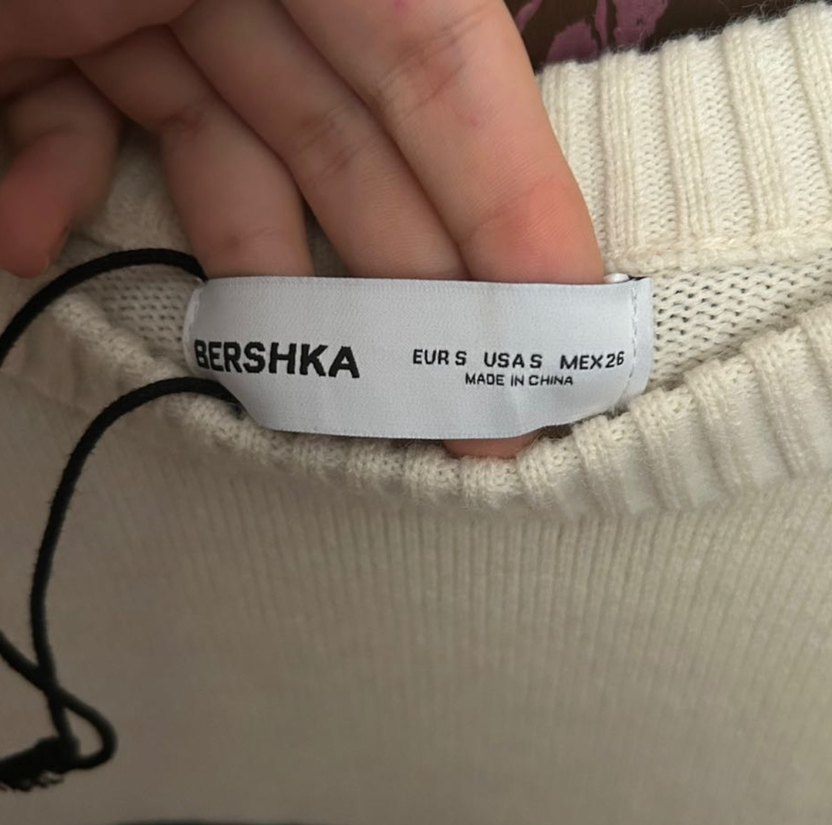 BERSHKA
EUR S USA S MEX 26
MADE IN CHINA